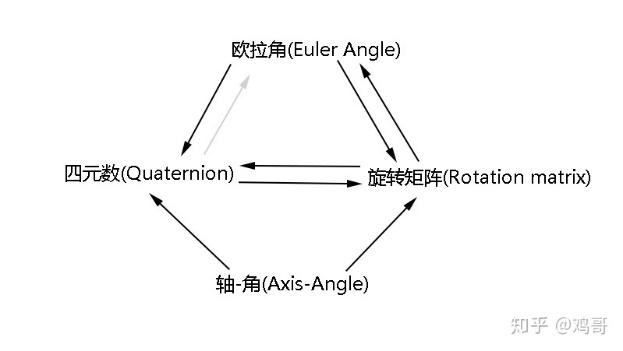 欧拉角(Euler Angle)
四元数(Quaternion)
旋转矩阵(Rotation matrix)
轴-角(Axis-Angle)
知乎 @鸡哥